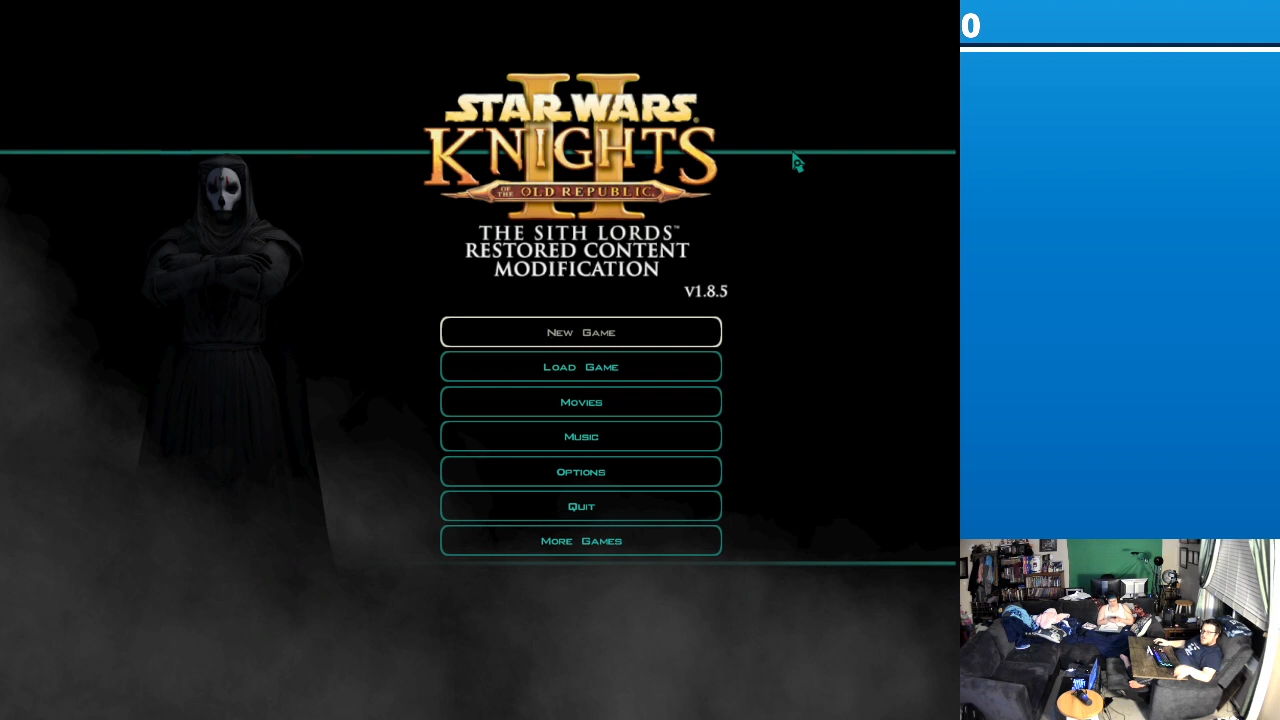 0
II
STAR WARS®
KNIGHTS
OF THE OLD REPUBLIC
THE SITH LORDS™
RESTORED CONTENT
MODIFICATION
v1.8.5
New Game
Load Game
Movies
Music
Options
Quit
More Games